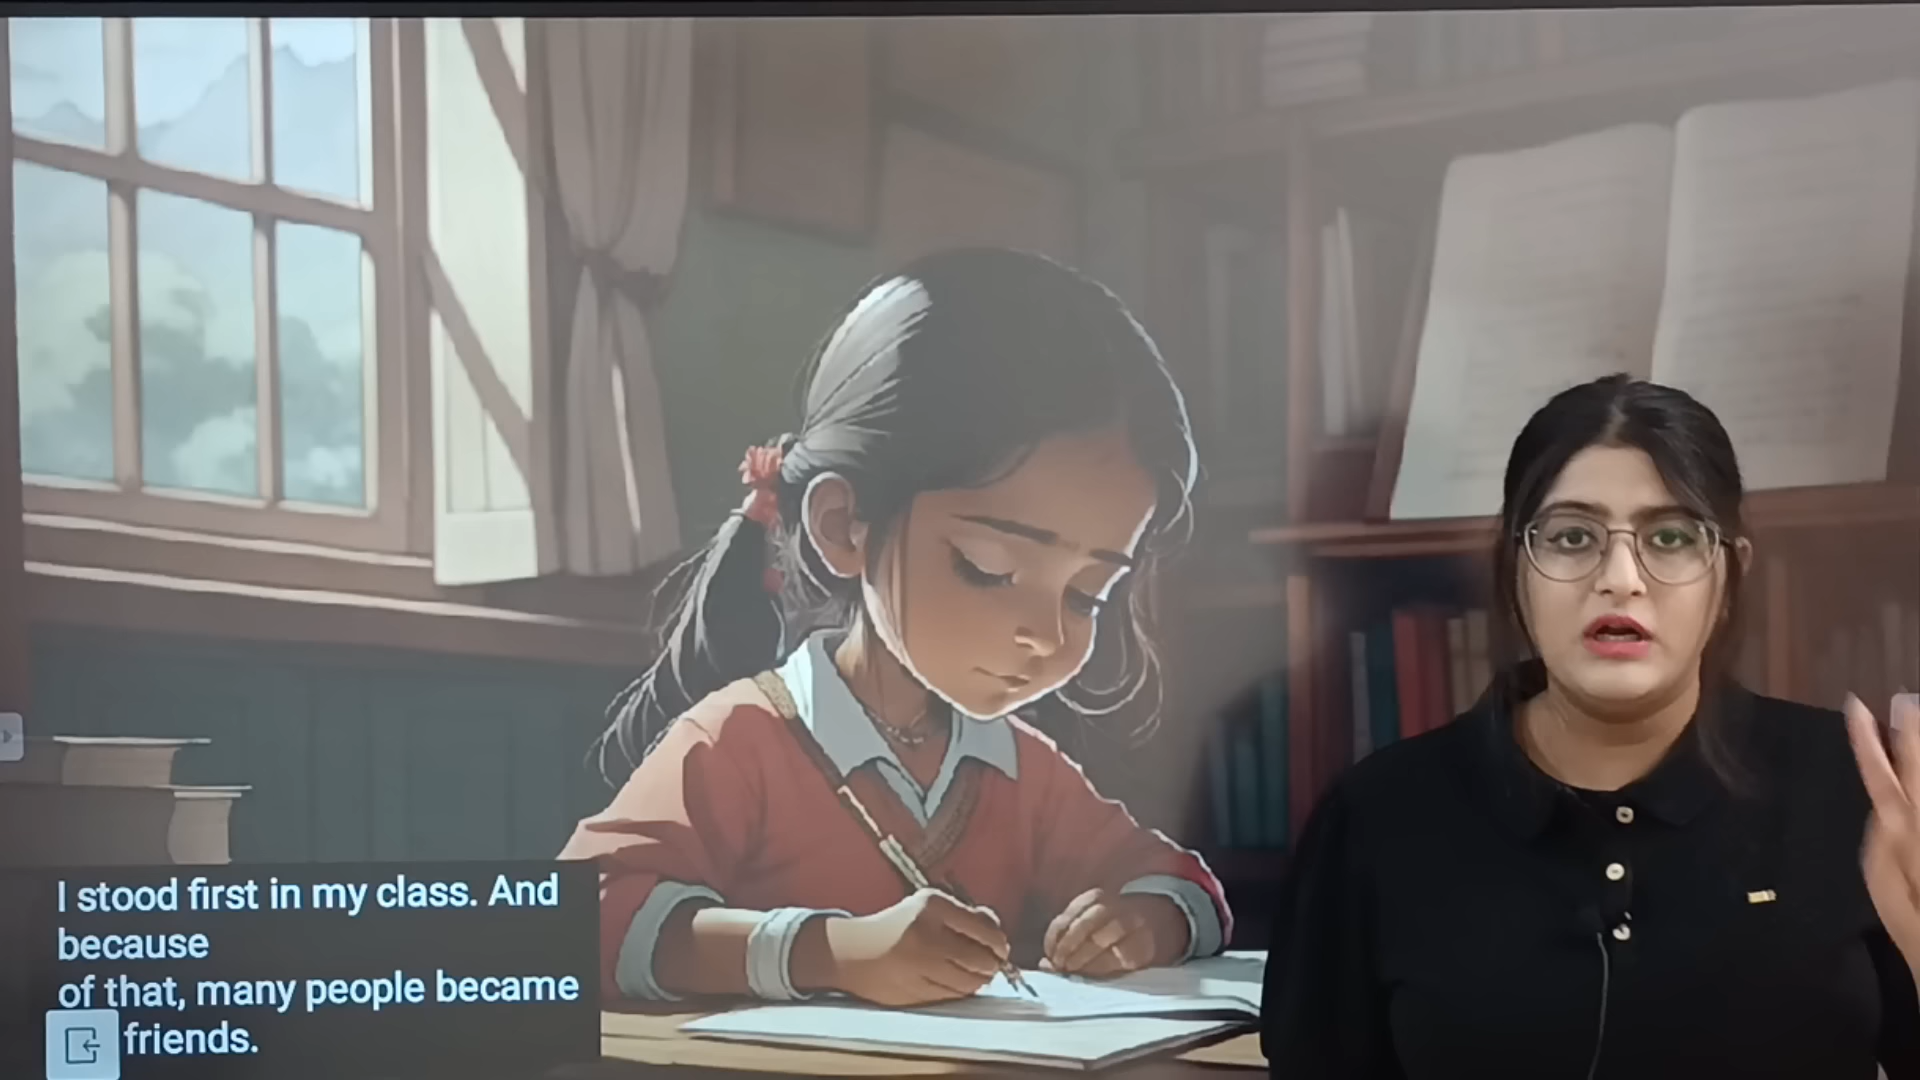 I stood first in my class. And
because
of that, many people became
friends.